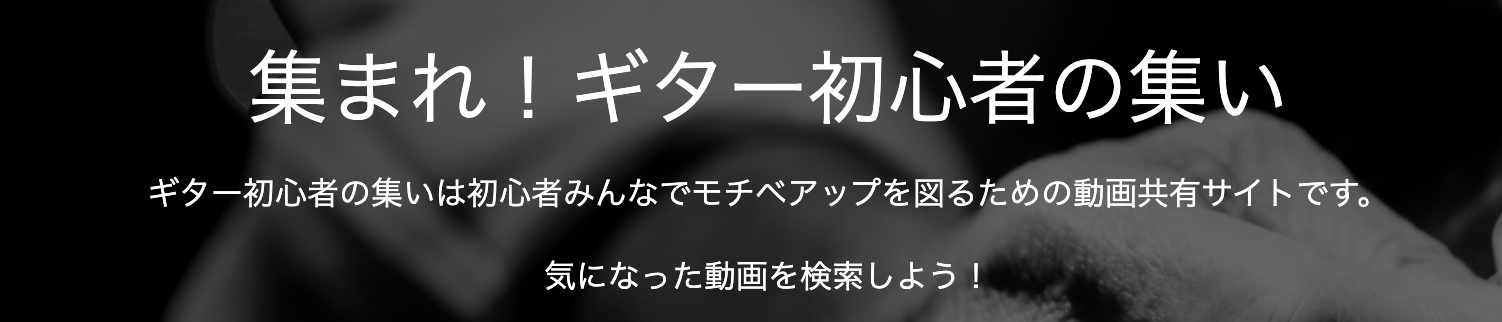 集まれ！ギター初心者の集い
ギター初心者の集いは初心者みんなでモチベアップを図るための動画共有サイトです。
気になった動画を検索しよう！